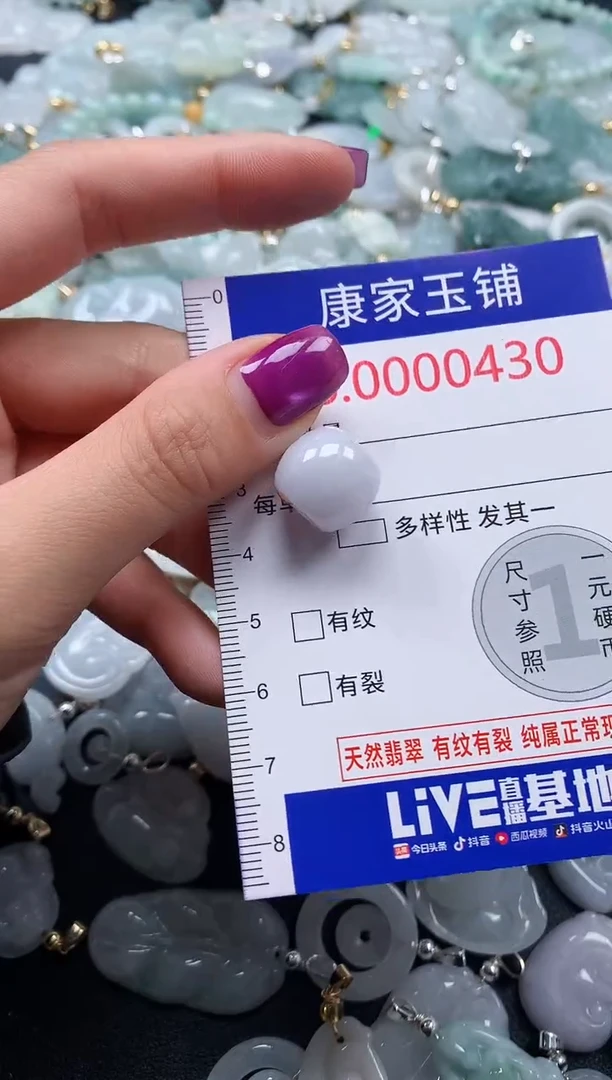 0
康家玉铺
.0000430
3
每
多样性 发其一
4
尺寸参照
1
一元硬币
5
有纹
6
有裂
7
天然翡翠 有纹有裂 纯属正常现
LIVE直播基地
8
今日头条 抖音 西瓜视频 抖音火山